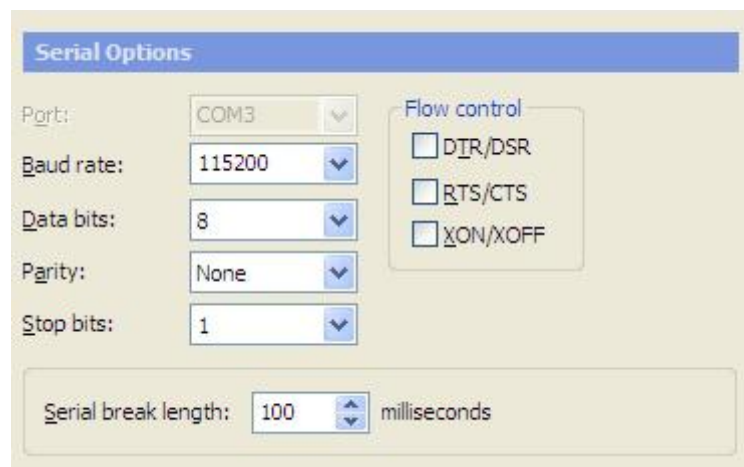 Serial Options
Port: COM3
Baud rate: 115200
Data bits: 8
Parity: None
Stop bits: 1
Flow control
DTR/DSR
RTS/CTS
XON/XOFF
Serial break length: 100 milliseconds